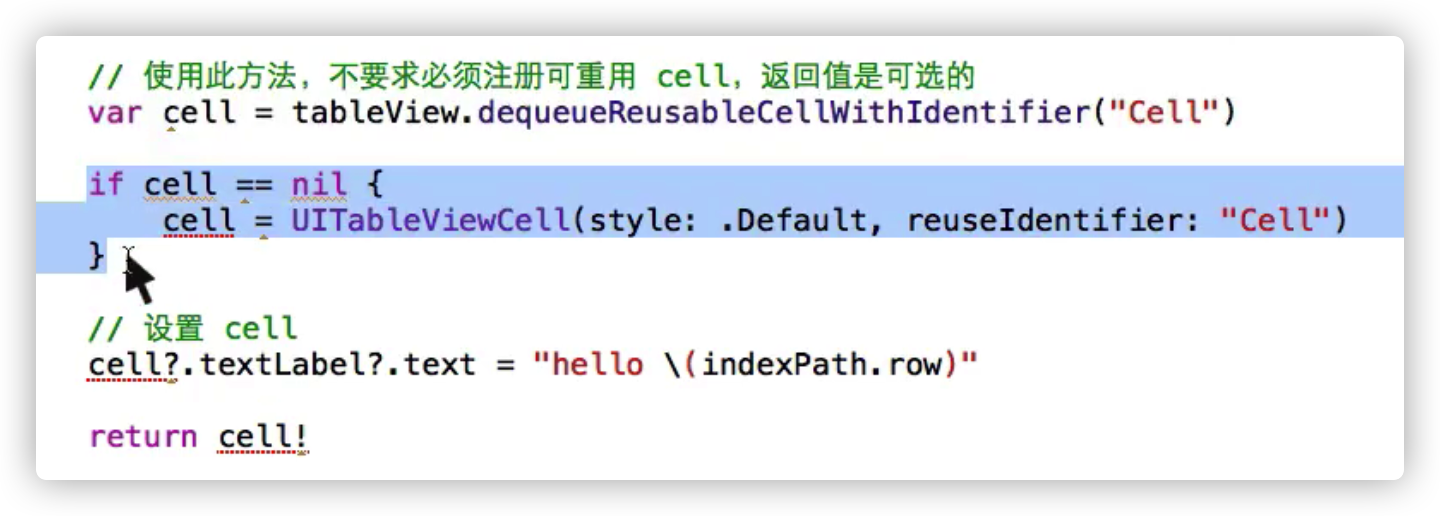 // 使用此方法，不要求必须注册可重用 cell，返回值是可选的
var cell = tableView.dequeueReusableCellWithIdentifier("Cell")
if cell == nil {
cell = UITableViewCell(style: .Default, reuseIdentifier: "Cell")
}
// 设置 cell
cell?.textLabel?.text = "hello \(indexPath.row)"
return cell!